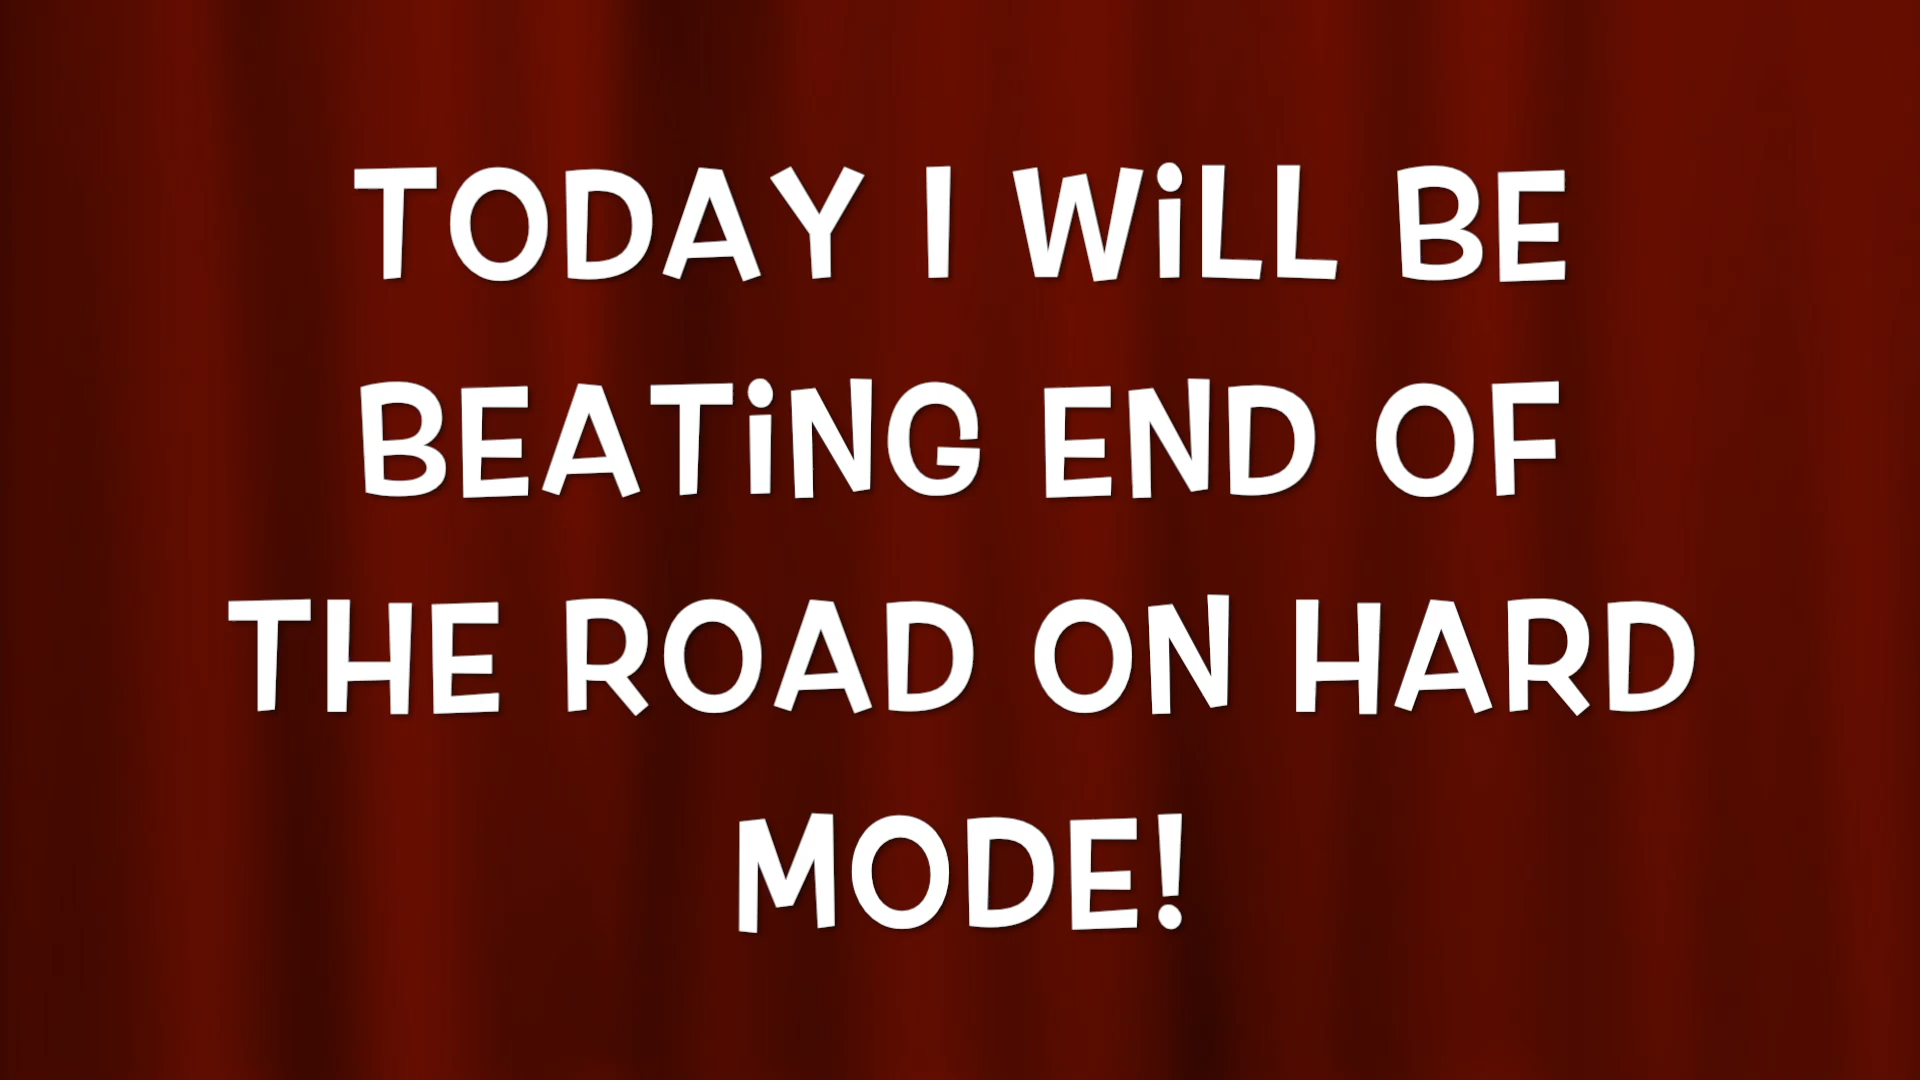 TODAY I WiLL BE
BEATiNG END OF
THE ROAD ON HARD
MODE!